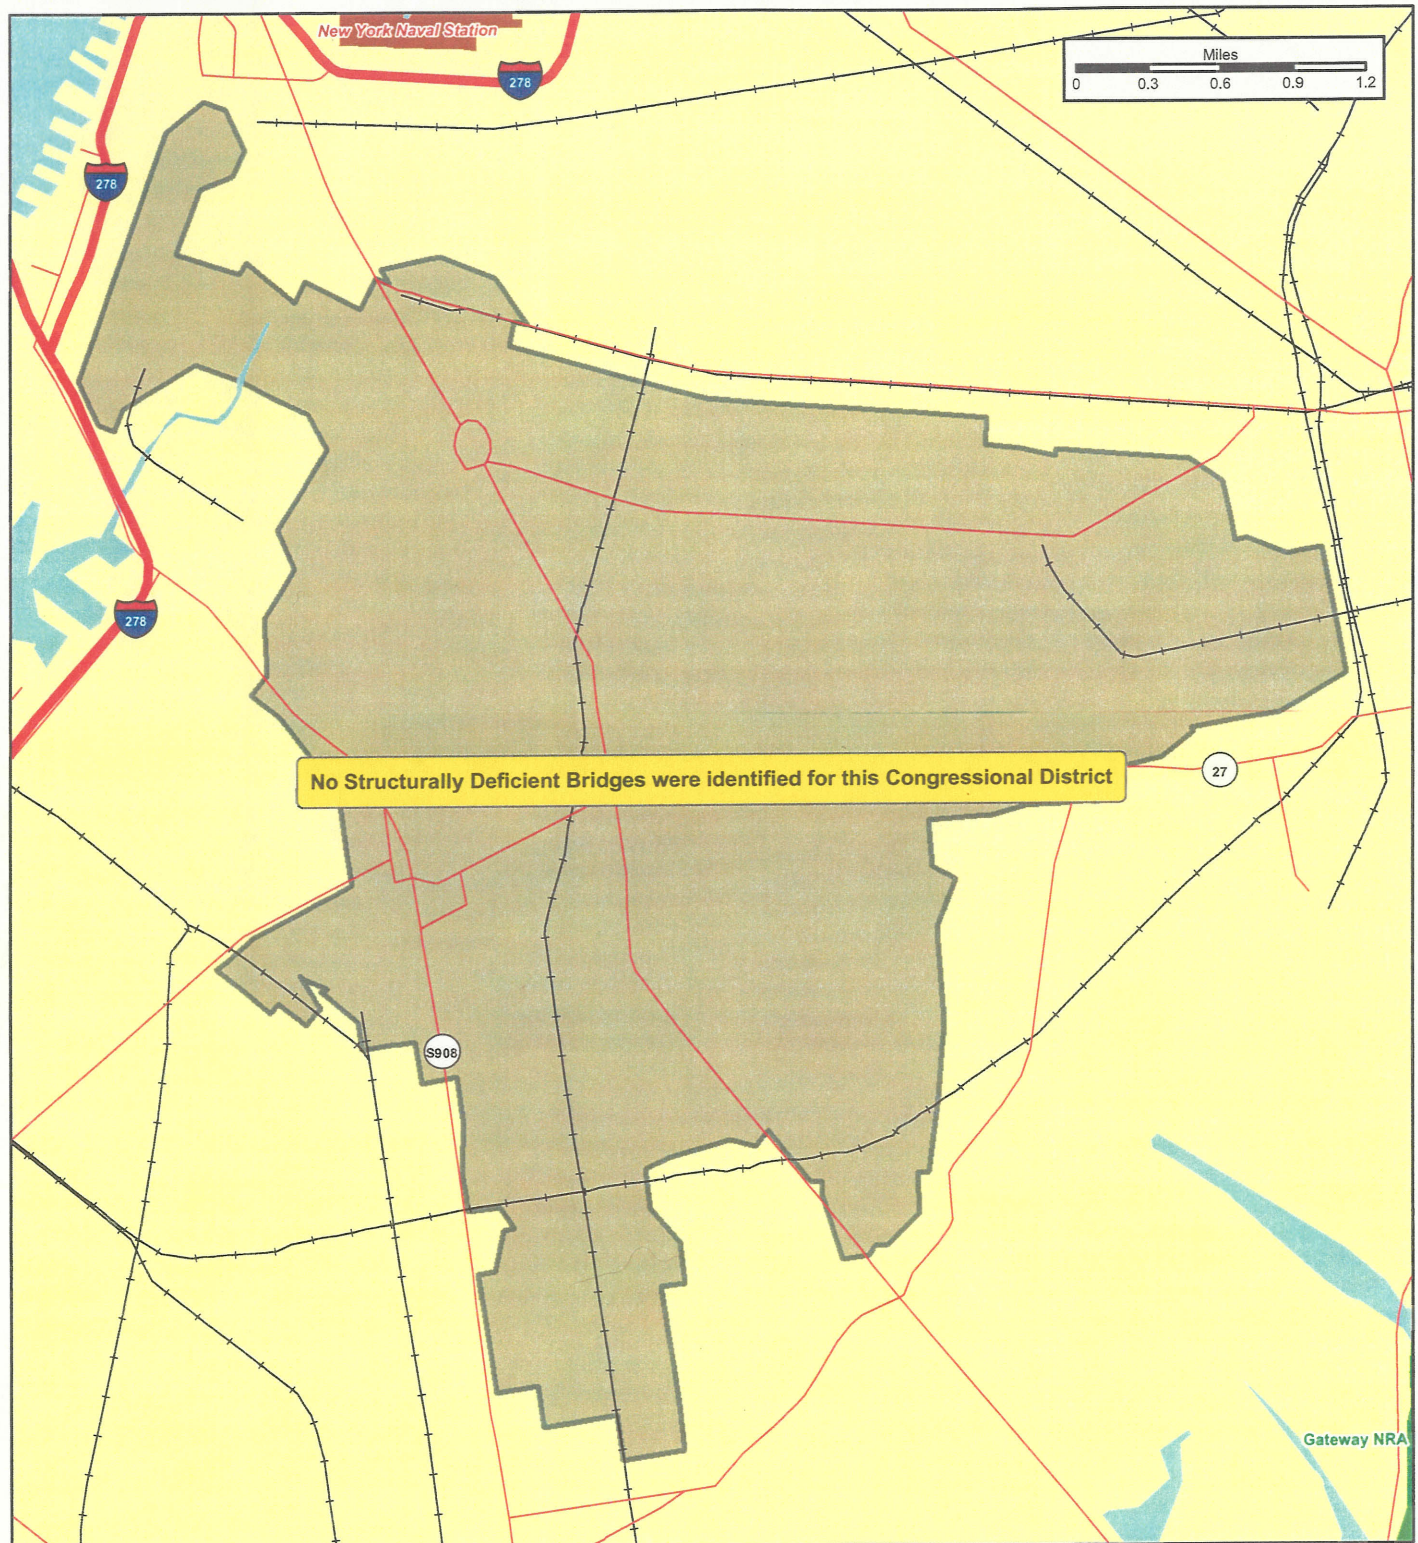 New York Naval Station
278
Miles
0 0.3 0.6 0.9 1.2
278
278
No Structurally Deficient Bridges were identified for this Congressional District
27
S908
Gateway NRA